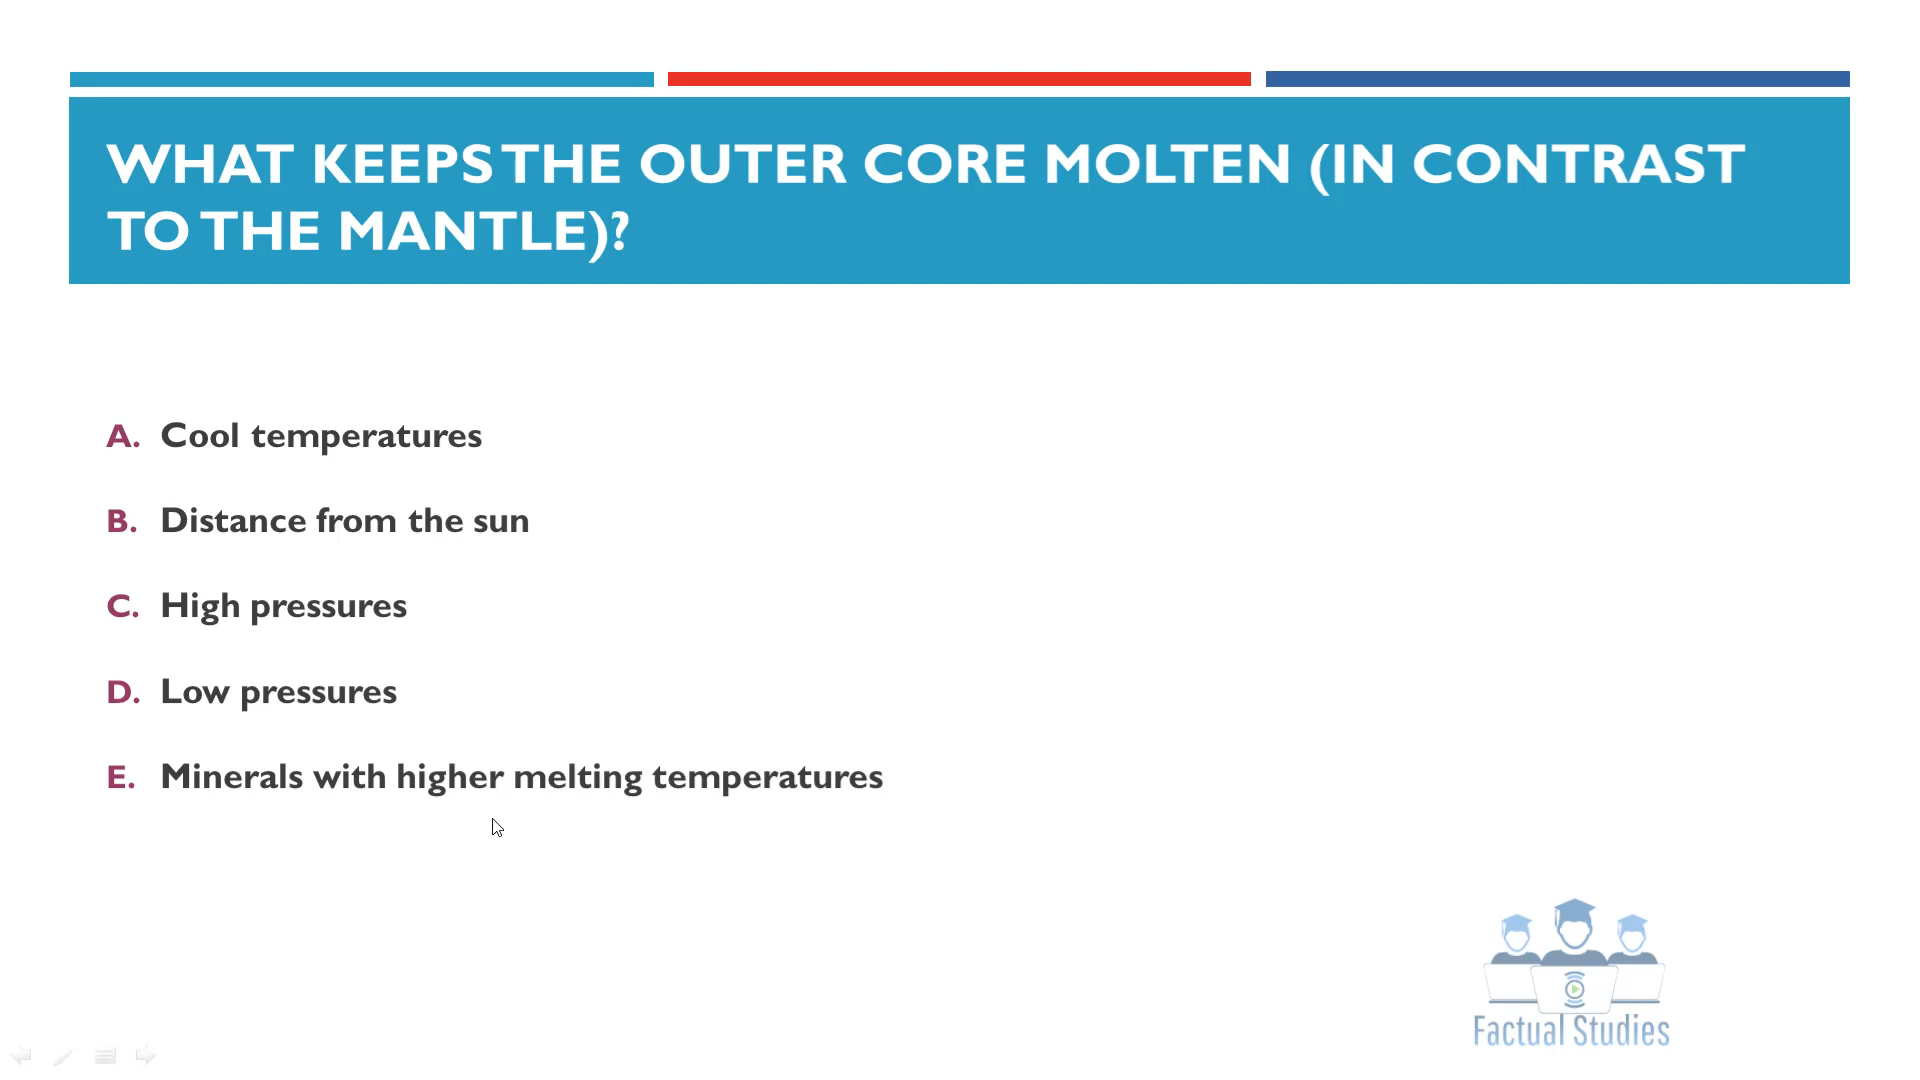 WHAT KEEPS THE OUTER CORE MOLTEN (IN CONTRAST
TO THE MANTLE)?
A. Cool temperatures
B. Distance from the sun
C. High pressures
D. Low pressures
E. Minerals with higher melting temperatures
Factual Studies